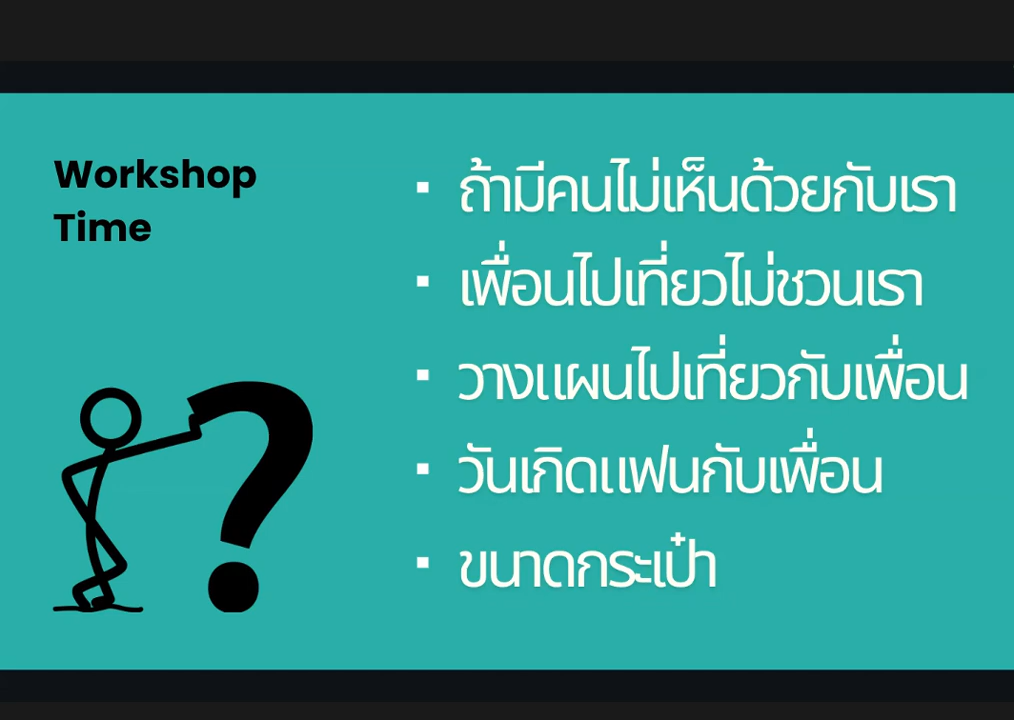 Workshop
Time
▪ ถ้ามีคนไม่เห็นด้วยกับเรา
▪ เพื่อนไปเที่ยวไม่ชวนเรา
▪ วางแผนไปเที่ยวกับเพื่อน
▪ วันเกิดแฟนกับเพื่อน
▪ ขนาดกระเป๋า